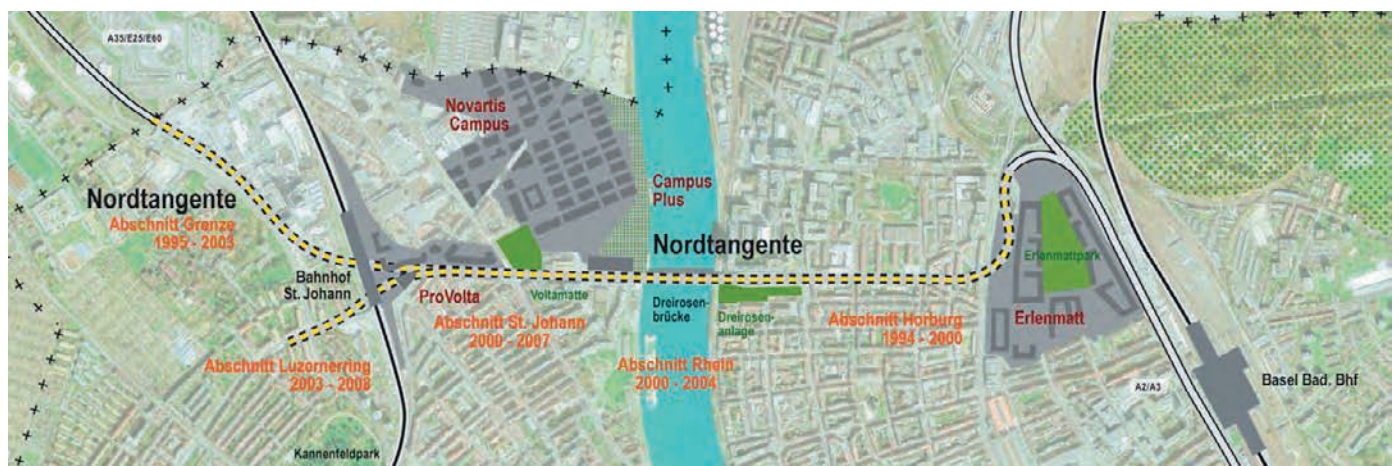 A35/E25/E60
Novartis
Campus
Nordtangente
Abschnitt Grenze
1995 - 2003
Bahnhof
St. Johann
ProVolta
Voltamatte
Abschnitt St. Johann
2000 - 2007
Abschnitt Luzornerring
2003 - 2008
Kannenfeldpark
Campus
Plus
Nordtangente
Dreirosen-
brücke
Dreirosen-
anlage
Abschnitt Rhein
2000 - 2004
Abschnitt Horburg
1994 - 2000
Erlenmattpark
Erlenmatt
A2/A3
Basel Bad. Bhf